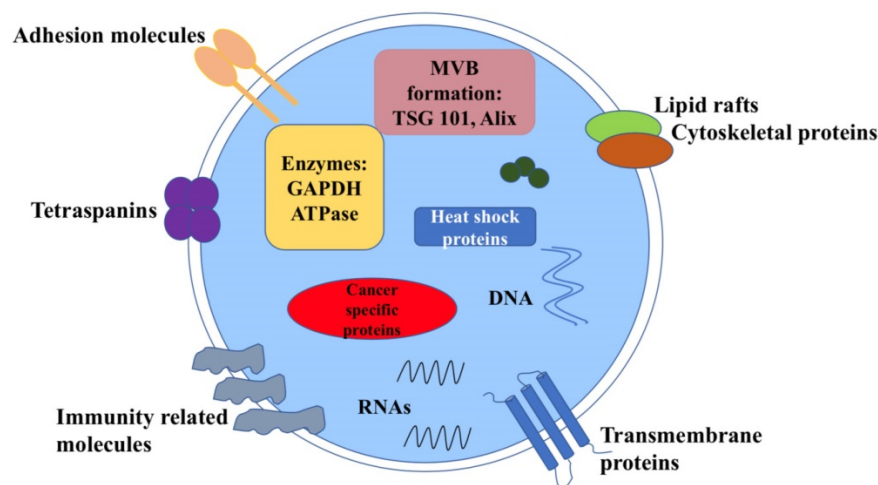 Adhesion molecules
MVB
formation:
TSG 101, Alix
Lipid rafts
Cytoskeletal proteins
Enzymes:
GAPDH
ATPase
Tetraspanins
Heat shock
proteins
DNA
Cancer
specific
proteins
RNAs
Immunity related
molecules
Transmembrane
proteins